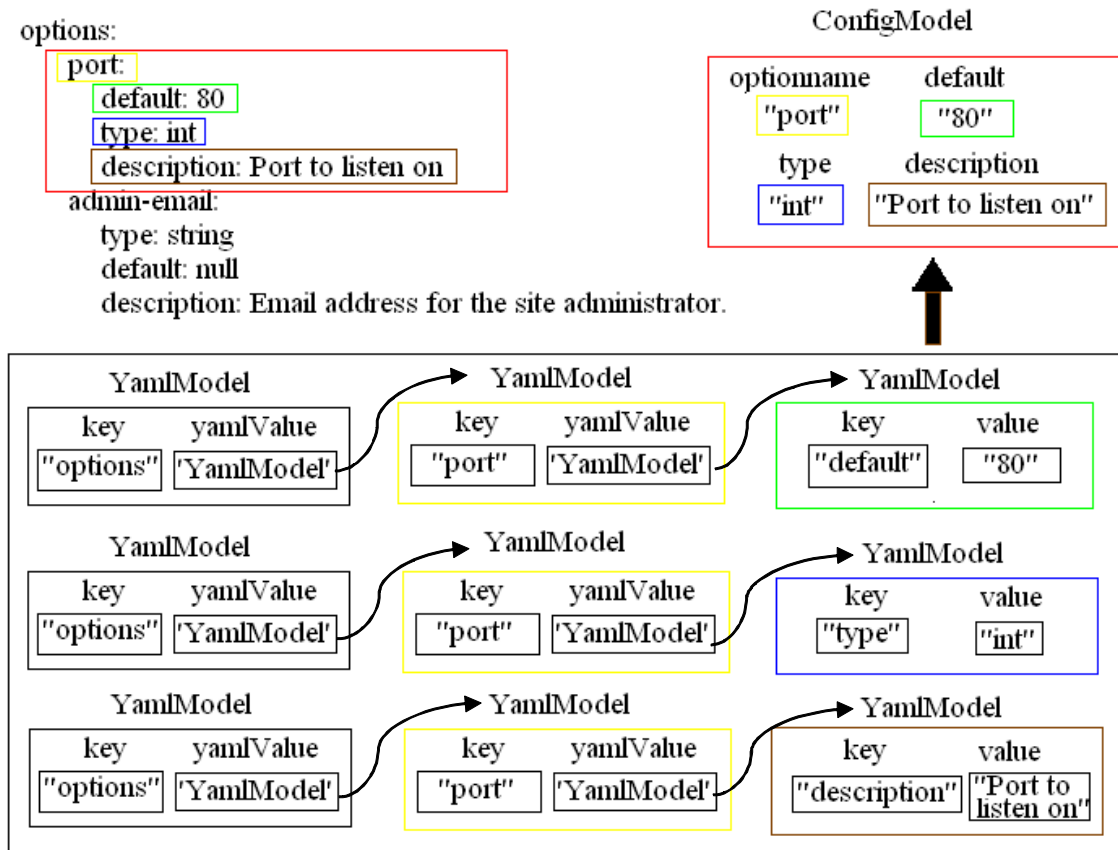 options:
port:
default: 80
type: int
description: Port to listen on
admin-email:
type: string
default: null
description: Email address for the site administrator.
ConfigModel
optionname default
"port" "80"
type description
"int" "Port to listen on"
YamlModel YamlModel YamlModel
key yamlValue key yamlValue key value
"options" 'YamlModel' "port" 'YamlModel' "default" "80"
YamlModel YamlModel YamlModel
key yamlValue key yamlValue key value
"options" 'YamlModel' "port" 'YamlModel' "type" "int"
YamlModel YamlModel YamlModel
key yamlValue key yamlValue key value
"options" 'YamlModel' "port" 'YamlModel' "description" "Port to
listen on"